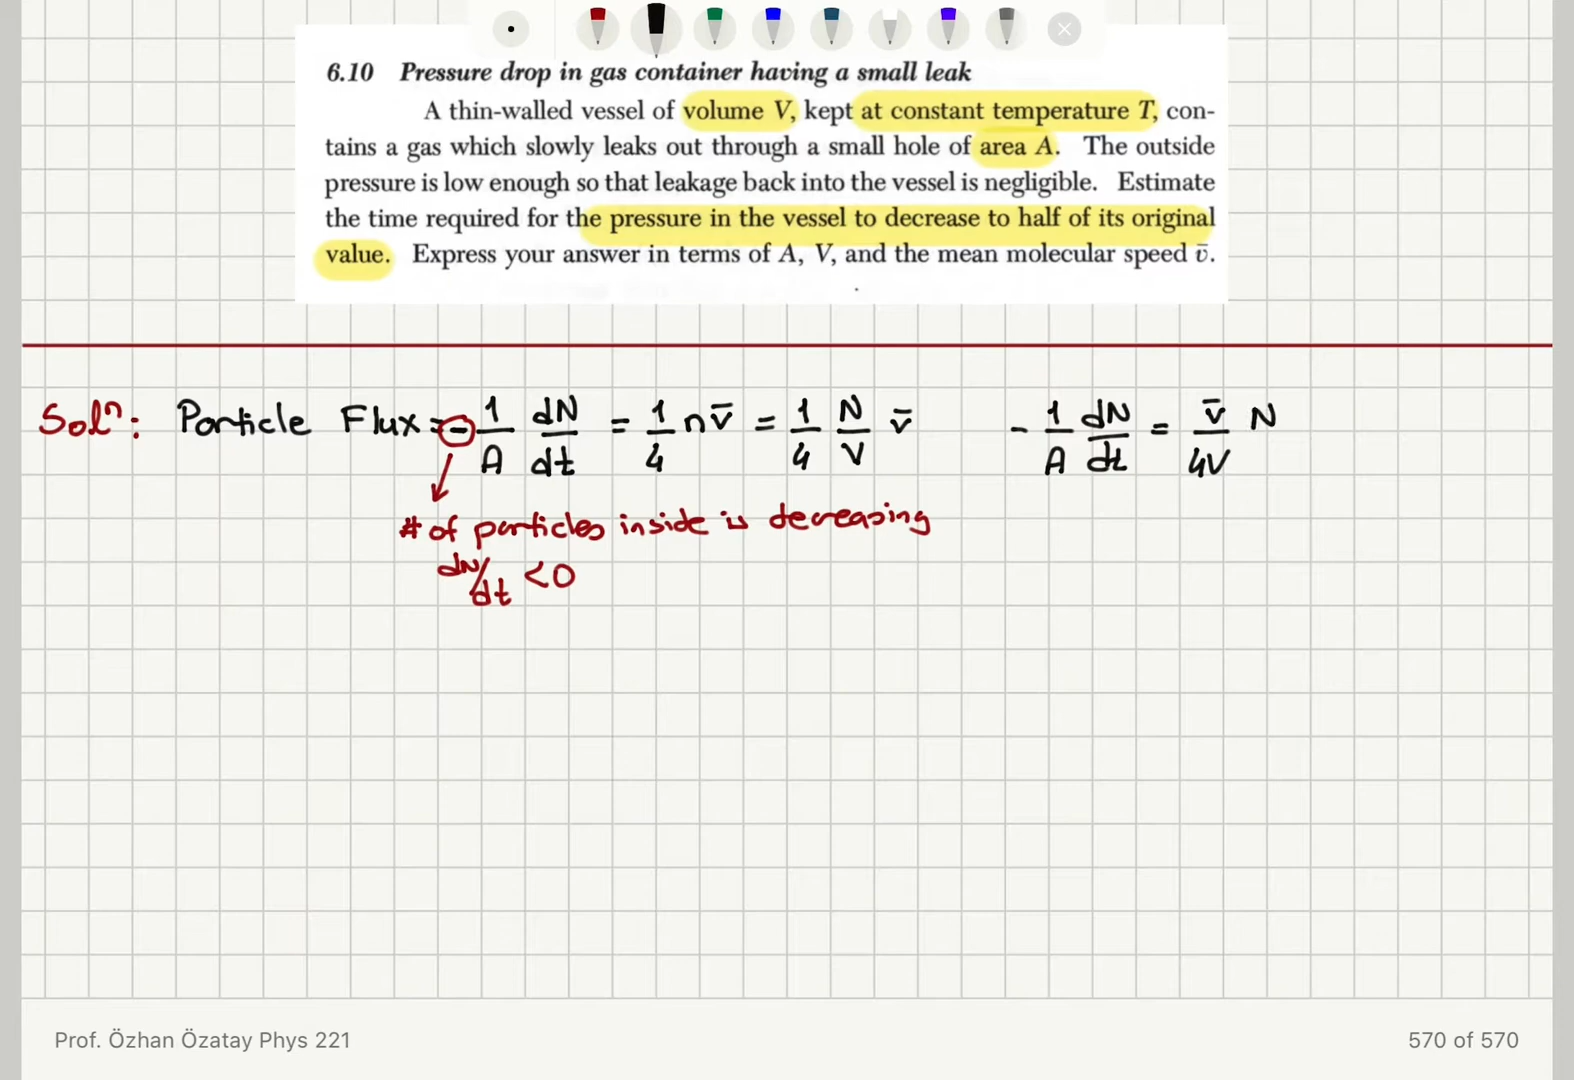 6.10 Pressure drop in gas container having a small leak
A thin-walled vessel of volume V, kept at constant temperature T, con-
tains a gas which slowly leaks out through a small hole of area A. The outside
pressure is low enough so that leakage back into the vessel is negligible. Estimate
the time required for the pressure in the vessel to decrease to half of its original
value. Express your answer in terms of A, V, and the mean molecular speed v̄.
Solⁿ: Particle Flux = - 1/A dN/dt = 1/4 n v̄ = 1/4 N/V v̄ - 1/A dN/dt = v̄/4V N
# of particles inside is decreasing
dN/dt <0
Prof. Özhan Özatay Phys 221
570 of 570